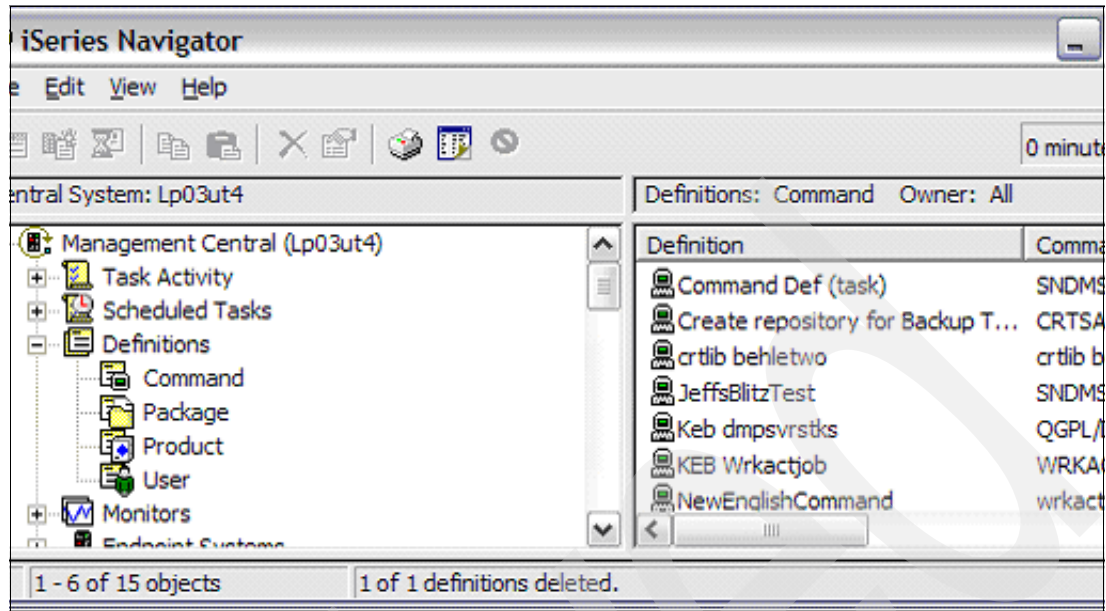 iSeries Navigator
e Edit View Help
0 minute
entral System: Lp03ut4
Definitions: Command Owner: All
Management Central (Lp03ut4)
Task Activity
Scheduled Tasks
Definitions
Command
Package
Product
User
Monitors
Endpoint Systems
Definition Comma
Command Def (task) SNDMS
Create repository for Backup T... CRTSA
crtlib behletwo crtlib b
JeffsBlitzTest SNDMS
Keb dmpsvrstks QGPL/
KEB Wrkactjob WRKA
NewEnglishCommand wrkact
1 - 6 of 15 objects 1 of 1 definitions deleted.